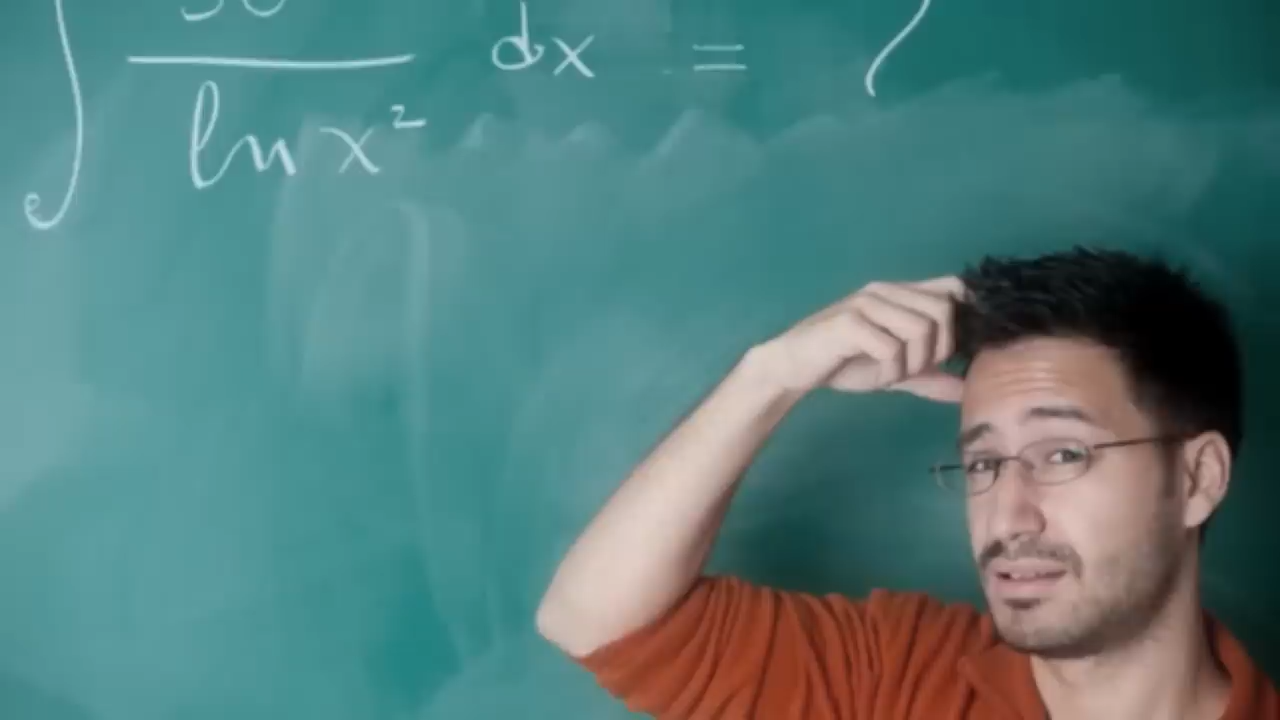 ∫ dx = ?
ln x²